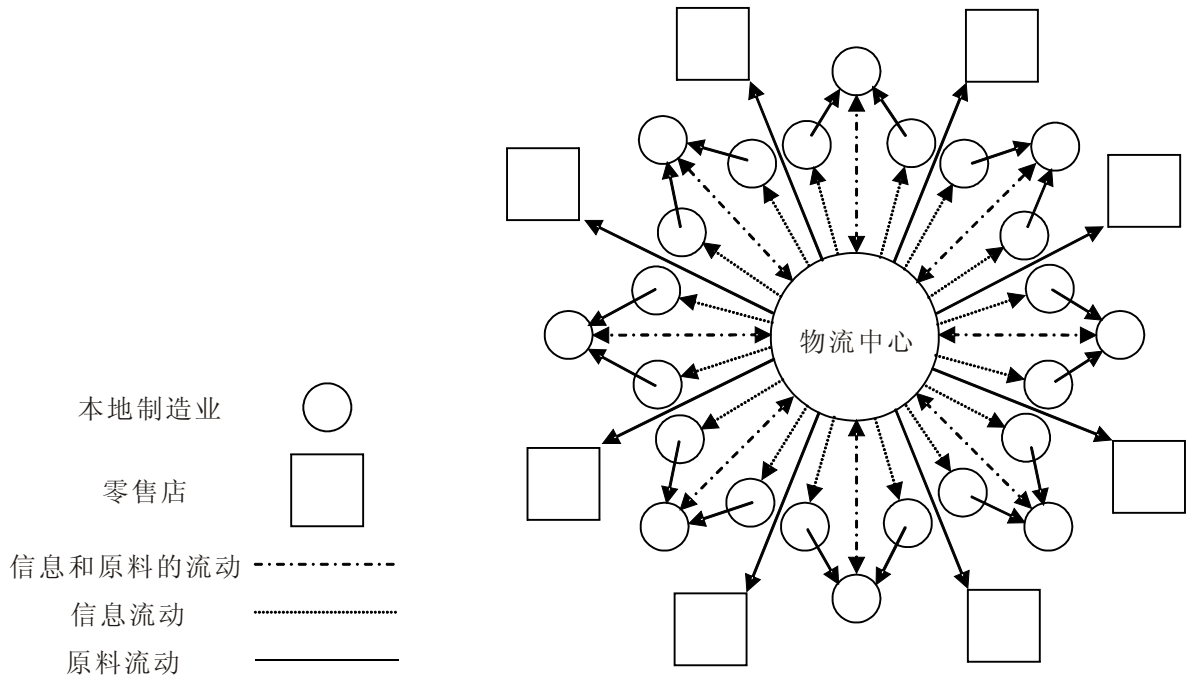 物流中心
本地制造业
零售店
信息和原料的流动
信息流动
原料流动